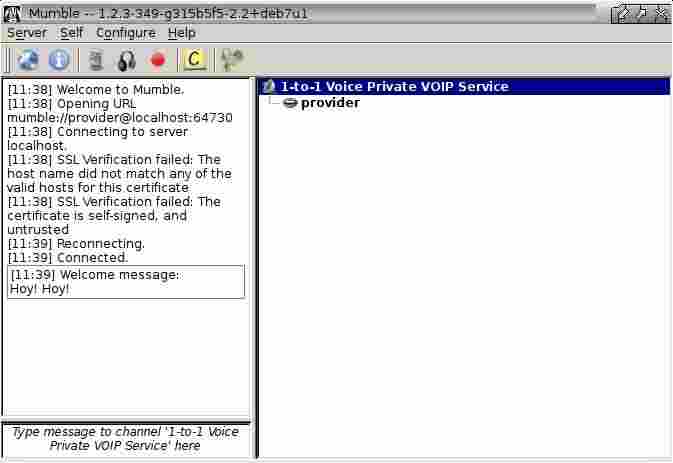 Mumble -- 1.2.3-349-g315b5f5-2.2+deb7u1
Server Self Configure Help
C
[11:38] Welcome to Mumble.
[11:38] Opening URL
mumble://provider@localhost:64730
[11:38] Connecting to server
localhost.
[11:38] SSL Verification failed: The
host name did not match any of the
valid hosts for this certificate
[11:38] SSL Verification failed: The
certificate is self-signed, and
untrusted
[11:39] Reconnecting.
[11:39] Connected.
[11:39] Welcome message:
Hoy! Hoy!
Type message to channel '1-to-1 Voice
Private VOIP Service' here
1-to-1 Voice Private VOIP Service
provider